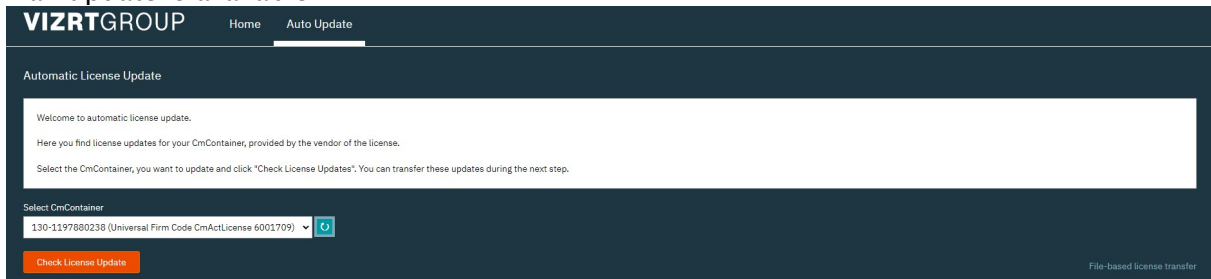 VIZRTGROUP Home Auto Update
Automatic License Update
Welcome to automatic license update.
Here you find license updates for your CmContainer, provided by the vendor of the license.
Select the CmContainer, you want to update and click "Check License Updates". You can transfer these updates during the next step.
Select CmContainer
130-1197880238 (Universal Firm Code CmActLicense 6001709)
Check License Update
File-based license transfer